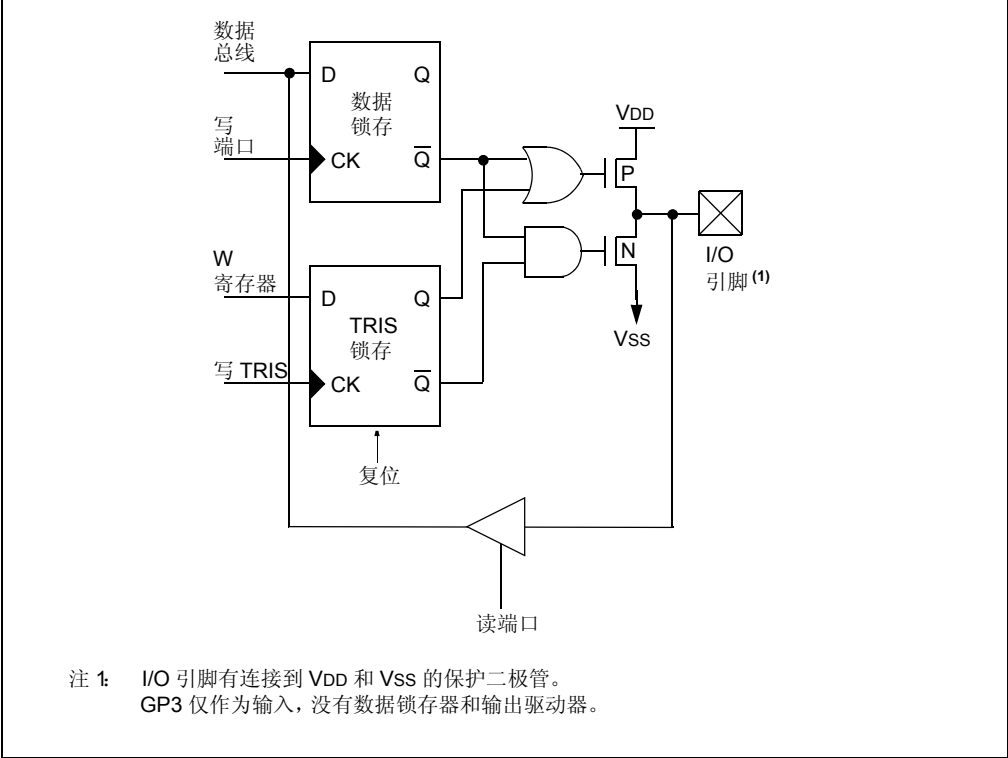 数据
总线
D
Q
数据
锁存
写
端口
CK
Q
VDD
P
N
I/O
引脚 (1)
VSS
W
寄存器
D
Q
TRIS
锁存
写 TRIS
CK
Q
复位
读端口
注 1: I/O 引脚有连接到 VDD 和 VSS 的保护二极管。
GP3 仅作为输入，没有数据锁存器和输出驱动器。